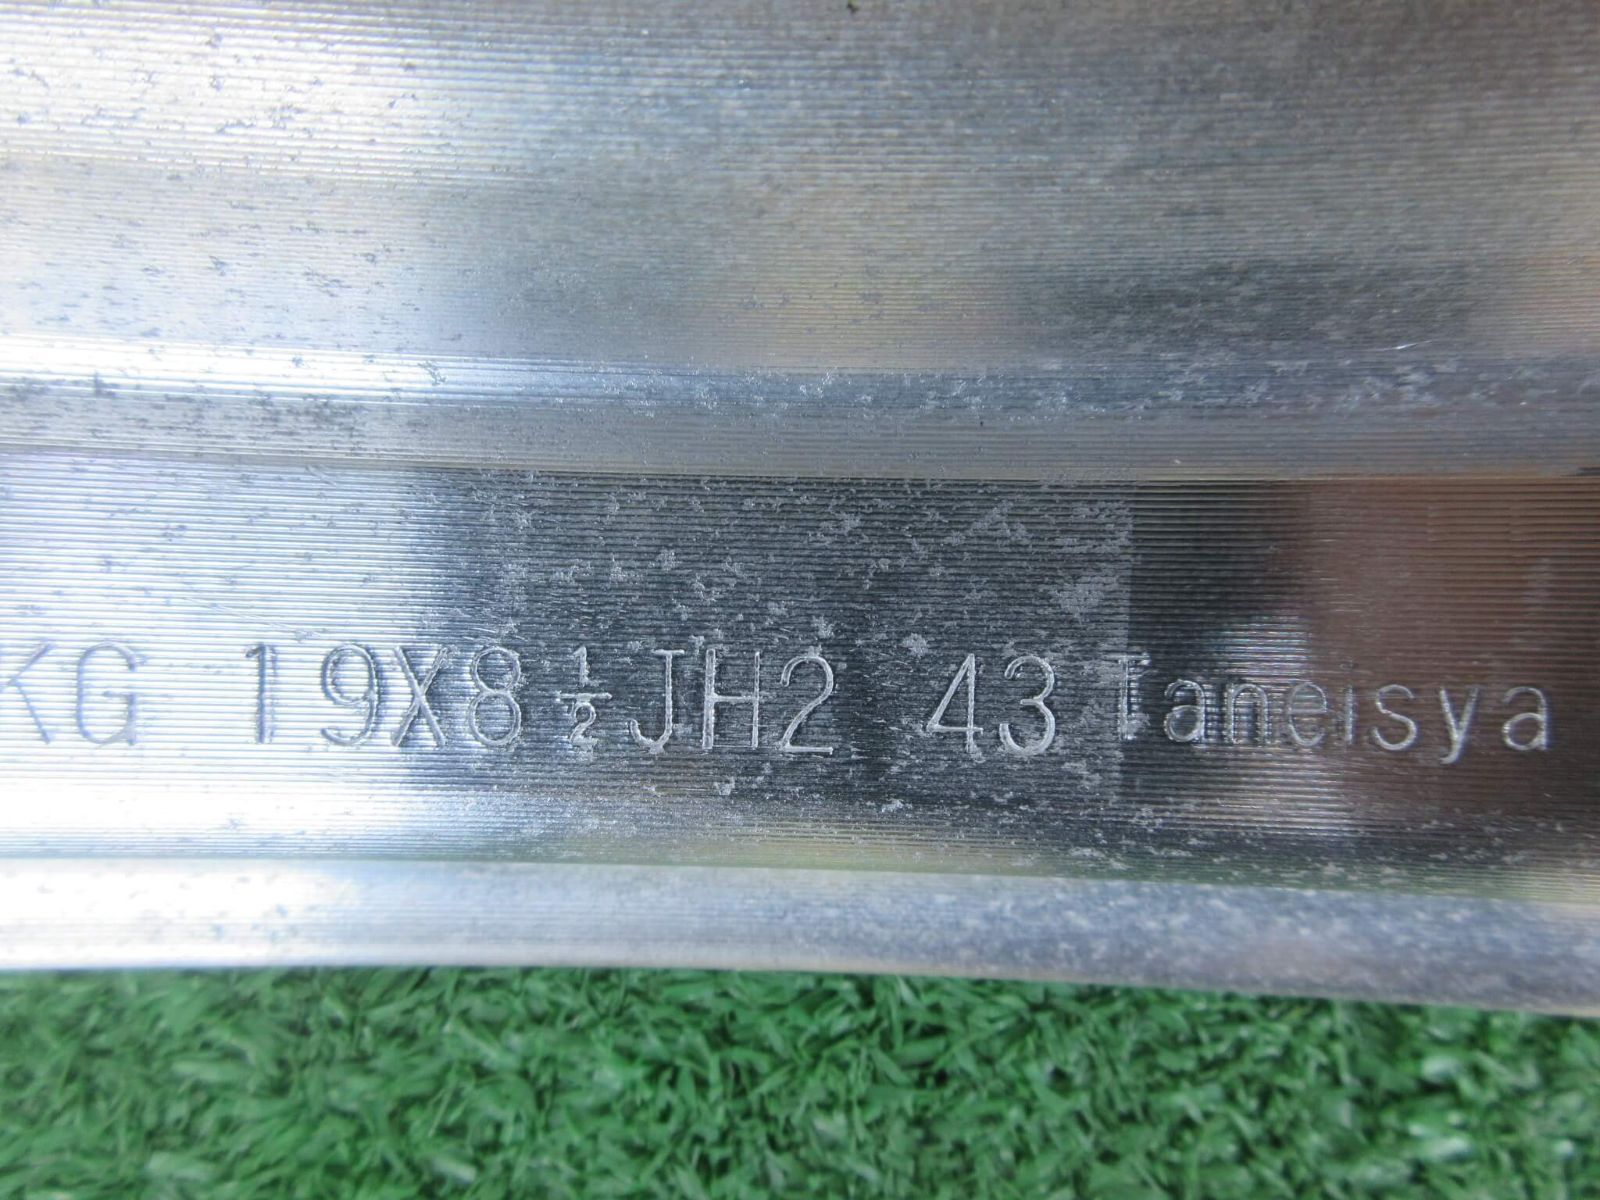 KG 19X8½JH2 43 Taneisya